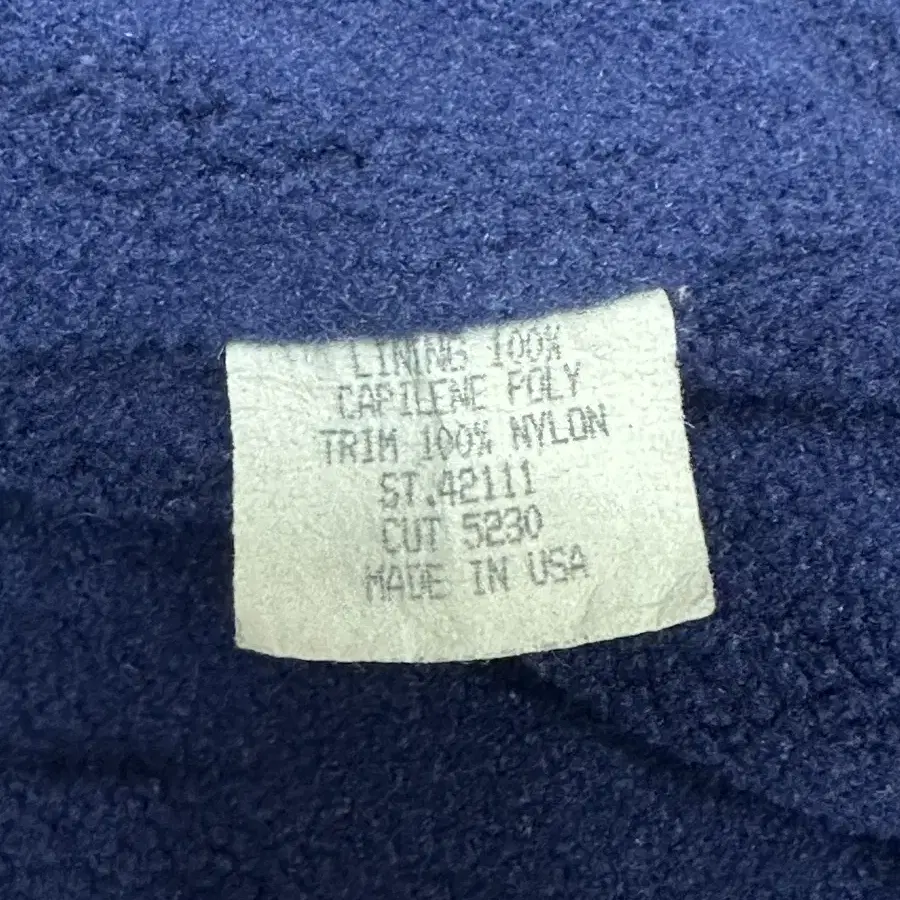 LINING 100%
CAPILENE POLY
TRIM 100% NYLON
ST.42111
CUT 5230
MADE IN USA